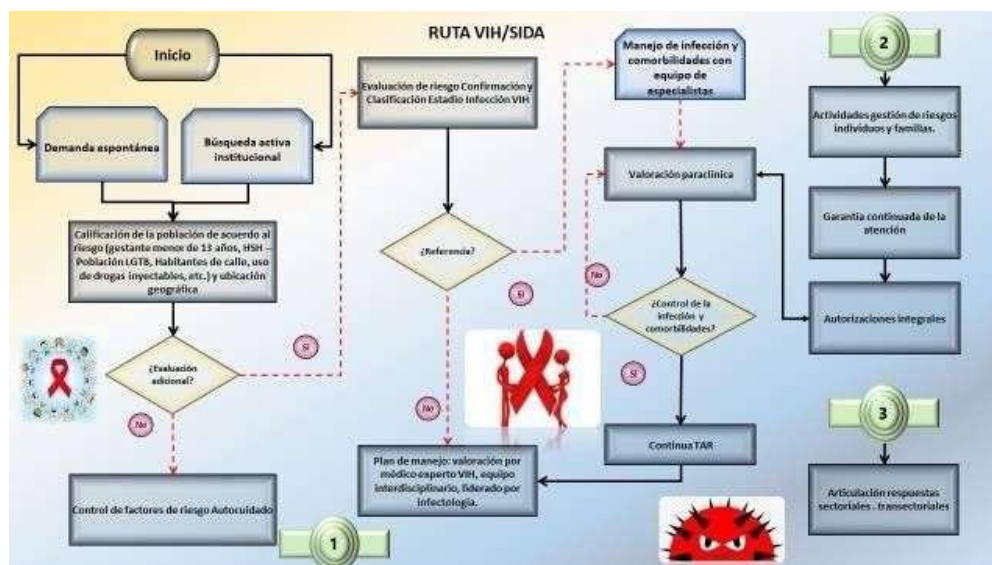 RUTA VIH/SIDA
Inicio
Demanda espontánea
Búsqueda activa
institucional
Calificación de la población de acuerdo al
riesgo (gestante menor de 13 años, HSH –
Población LGTB, Habitantes de calle, uso
de drogas inyectables, etc.) y ubicación
geográfica
¿Evaluación
adicional?
Si
No
Control de factores de riesgo Autocuidado
1
Evaluación de riesgo Confirmación y
Clasificación Estadio Infección VIH
¿Referencia?
Si
No
Plan de manejo: valoración por
médico experto VIH, equipo
interdisciplinario, liderado por
infectología.
Manejo de infección y
comorbilidades con
equipo de
especialistas
Valoración paraclínica
No
¿Control de la
infección y
comorbilidades?
Si
Continua TAR
2
Actividades gestión de riesgos
individuos y familias.
Garantía continuada de la
atención
Autorizaciones integrales
3
Articulación respuestas
sectoriales . transectoriales